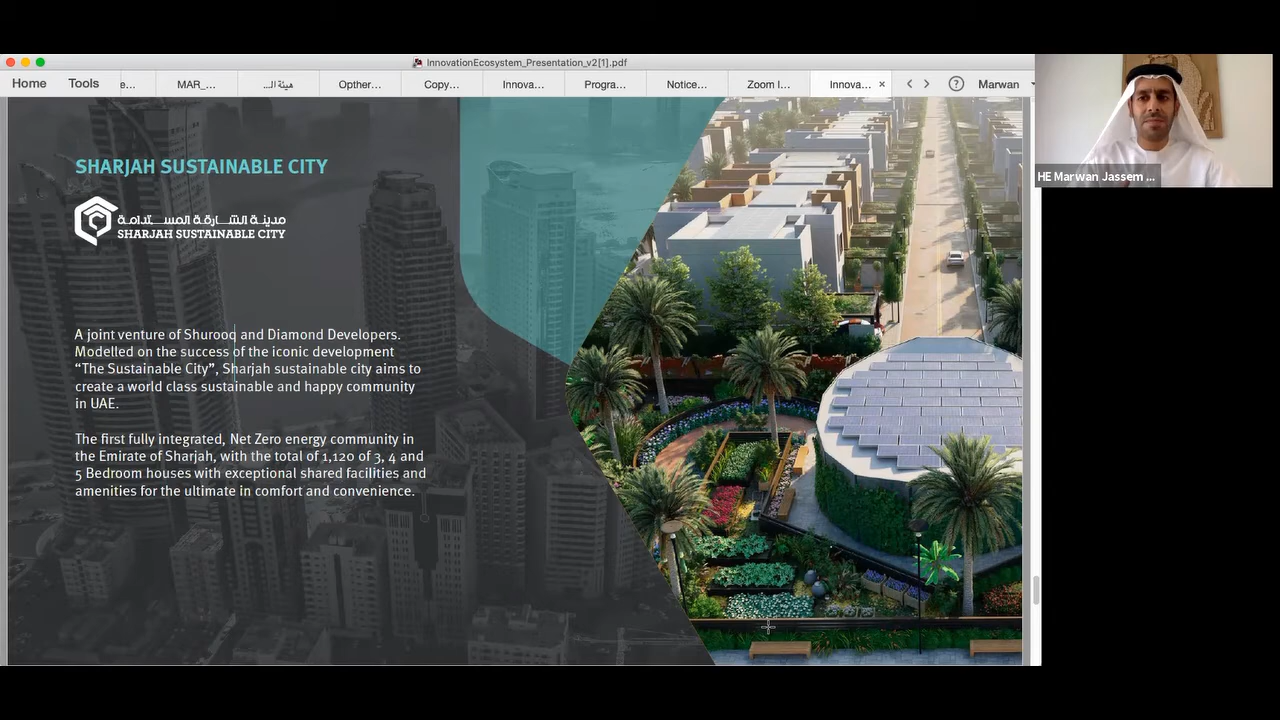 InnovationEcosystem_Presentation_v2[1].pdf
Home Tools e... MAR_... هيئة ال... Opther... Copy... Innova... Progra... Notice... Zoom I... Innova... × ? Marwan
HE Marwan Jassem ...
SHARJAH SUSTAINABLE CITY
مدينة الشارقة المستدامة
SHARJAH SUSTAINABLE CITY
A joint venture of Shurooq and Diamond Developers.
Modelled on the success of the iconic development
“The Sustainable City”, Sharjah sustainable city aims to
create a world class sustainable and happy community
in UAE.
The first fully integrated, Net Zero energy community in
the Emirate of Sharjah, with the total of 1,120 of 3, 4 and
5 Bedroom houses with exceptional shared facilities and
amenities for the ultimate in comfort and convenience.